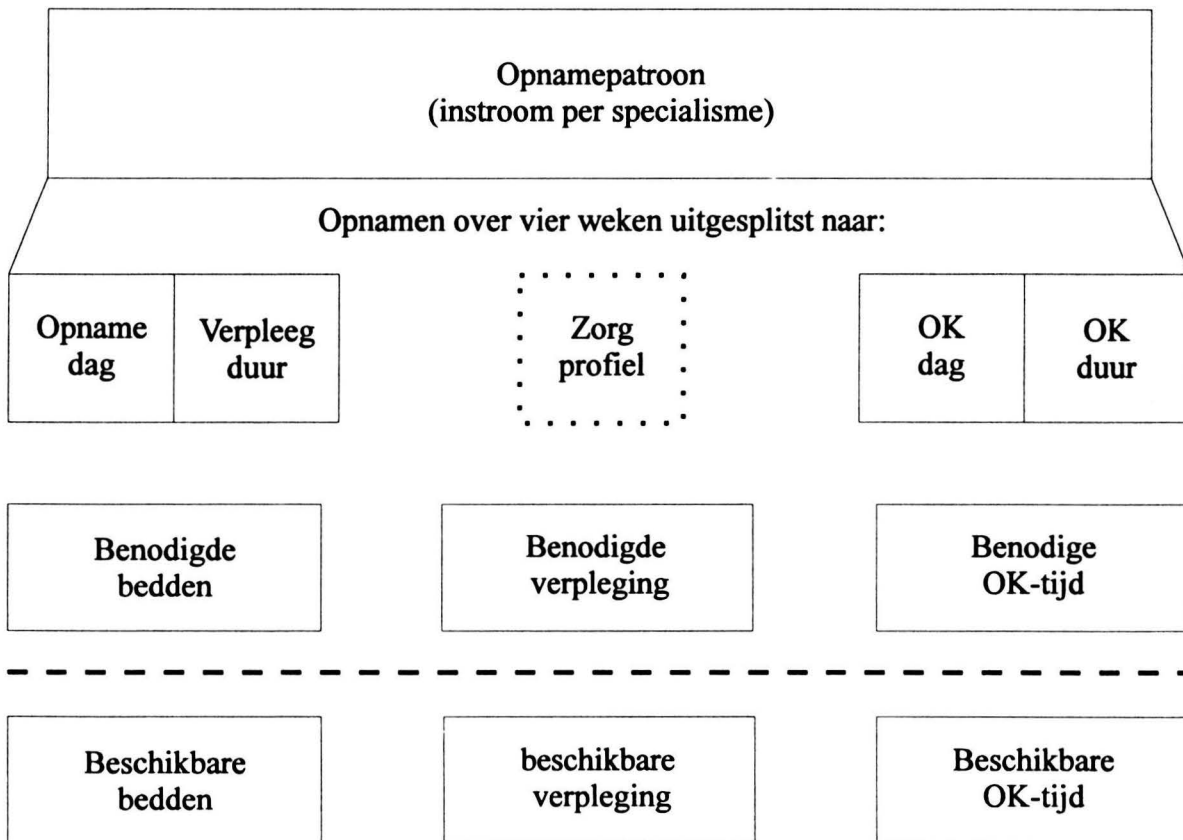 Opnamepatroon
(instroom per specialisme)
Opnamen over vier weken uitgesplitst naar:
Opname
dag
Verpleeg
duur
Zorg
profiel
OK
dag
OK
duur
Benodigde
bedden
Benodigde
verpleging
Benodige
OK-tijd
Beschikbare
bedden
beschikbare
verpleging
Beschikbare
OK-tijd